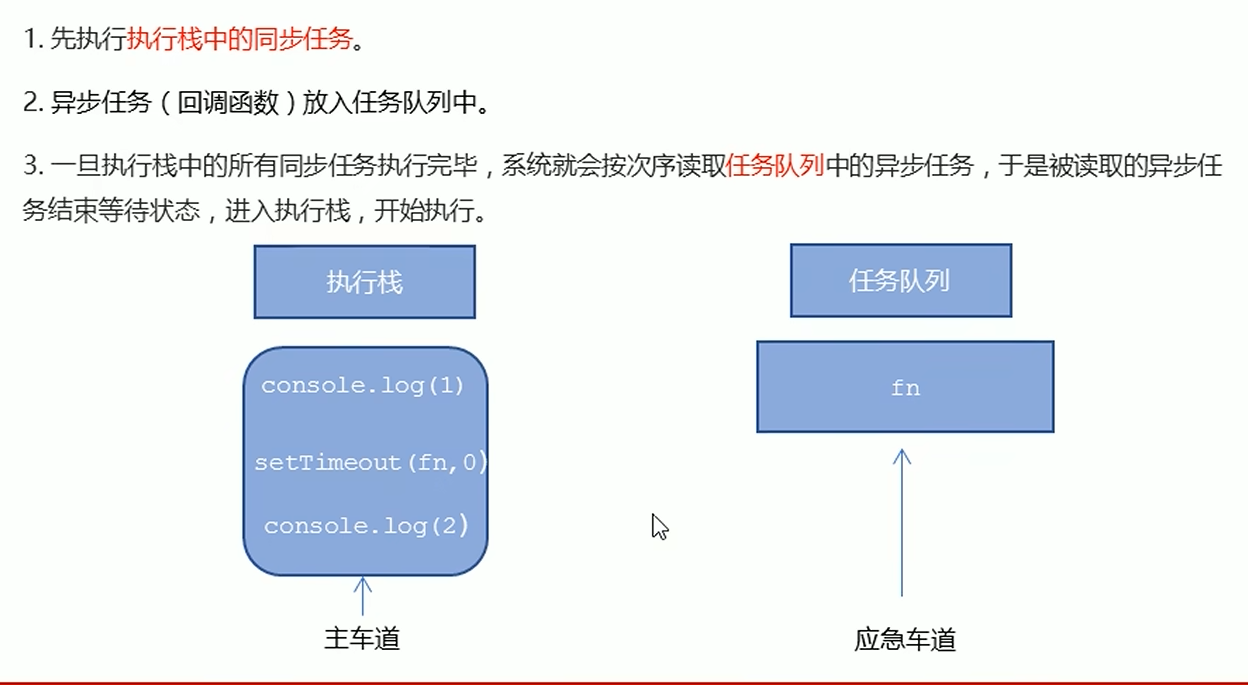 1. 先执行执行栈中的同步任务。
2. 异步任务（回调函数）放入任务队列中。
3. 一旦执行栈中的所有同步任务执行完毕，系统就会按次序读取任务队列中的异步任务，于是被读取的异步任
务结束等待状态，进入执行栈，开始执行。
执行栈
任务队列
console.log(1)
fn
setTimeout(fn,0)
console.log(2)
主车道
应急车道